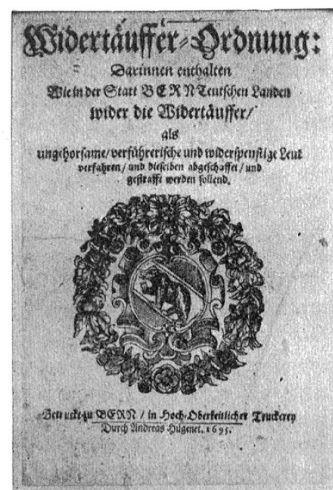 Widertäuffer-Ordnung:
Darinnen enthalten
Wie in der Statt BERN Teutschen Landen
wider die Widertäuffer/
als
ungehorsame/verführerische und widerspenstige Leut
verfahren/und dieselben abgeschaffet/und
gestrafft werden sollend.
Getruckt zu BERN/in Hoch-Oberkeitlicher Truckerey
Durch Andreas Hügenet. 1695.